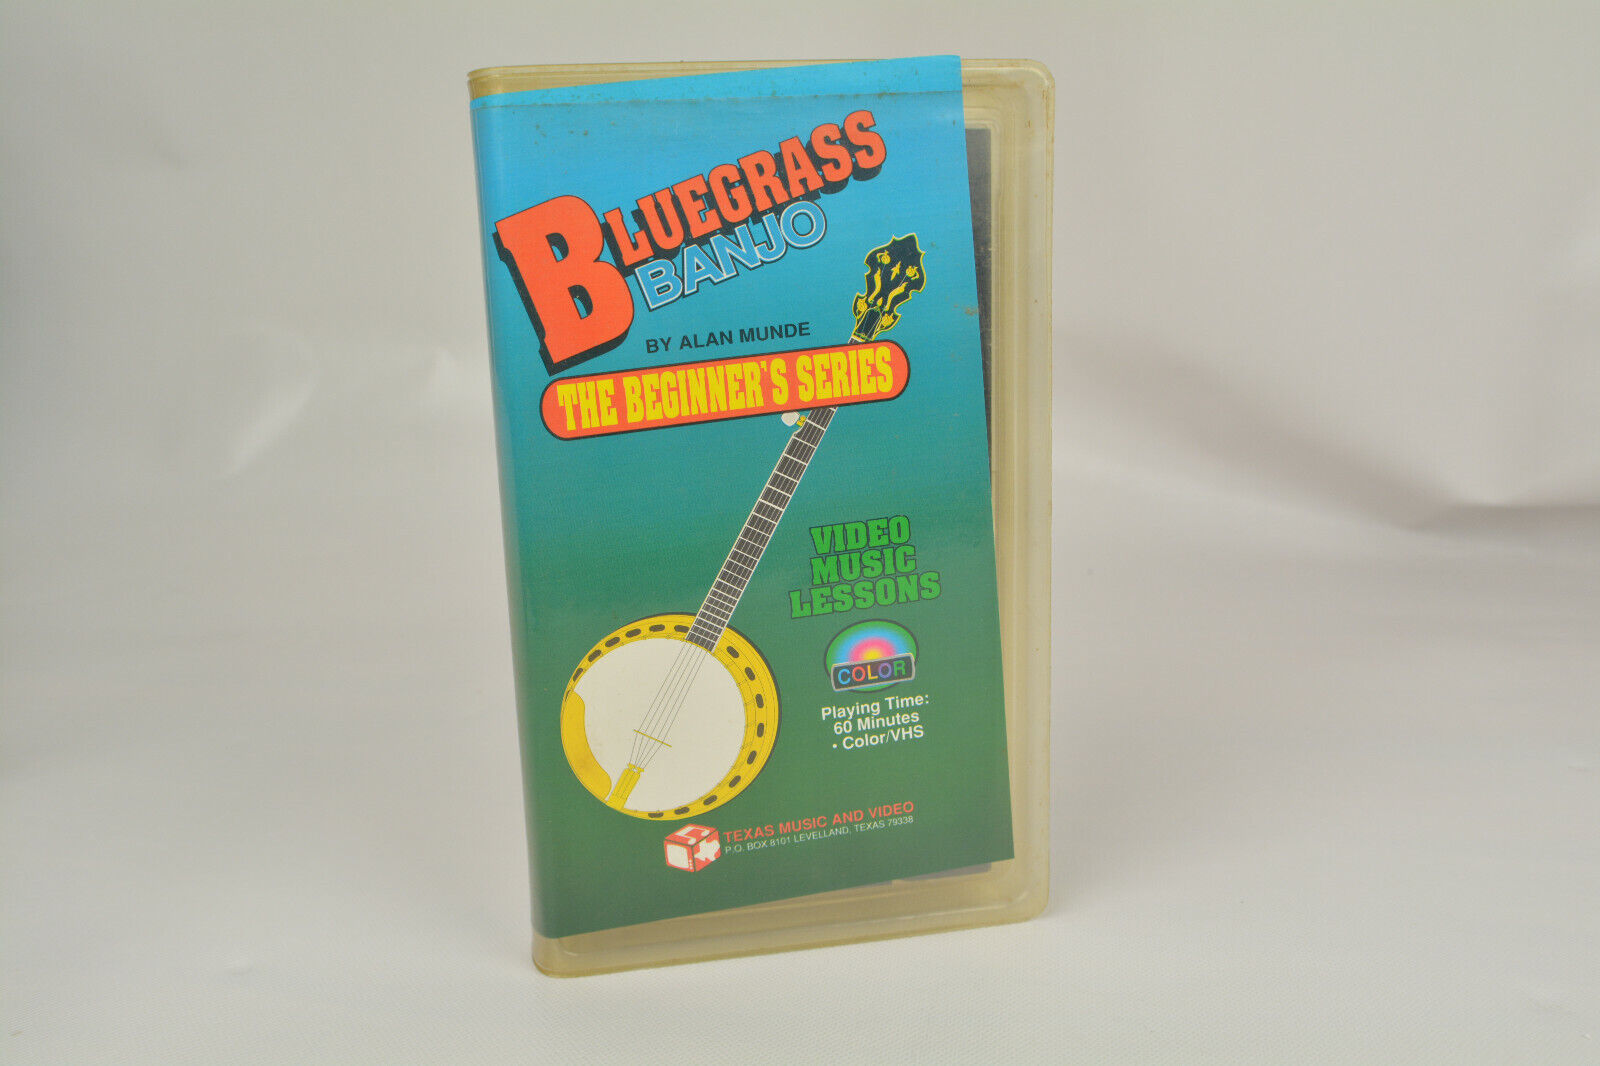 BLUEGRASS
BANJO
BY ALAN MUNDE
THE BEGINNER'S SERIES
VIDEO
MUSIC
LESSONS
COLOR
Playing Time:
60 Minutes
• Color/VHS
TEXAS MUSIC AND VIDEO
P.O. BOX 8101 LEVELLAND, TEXAS 79338